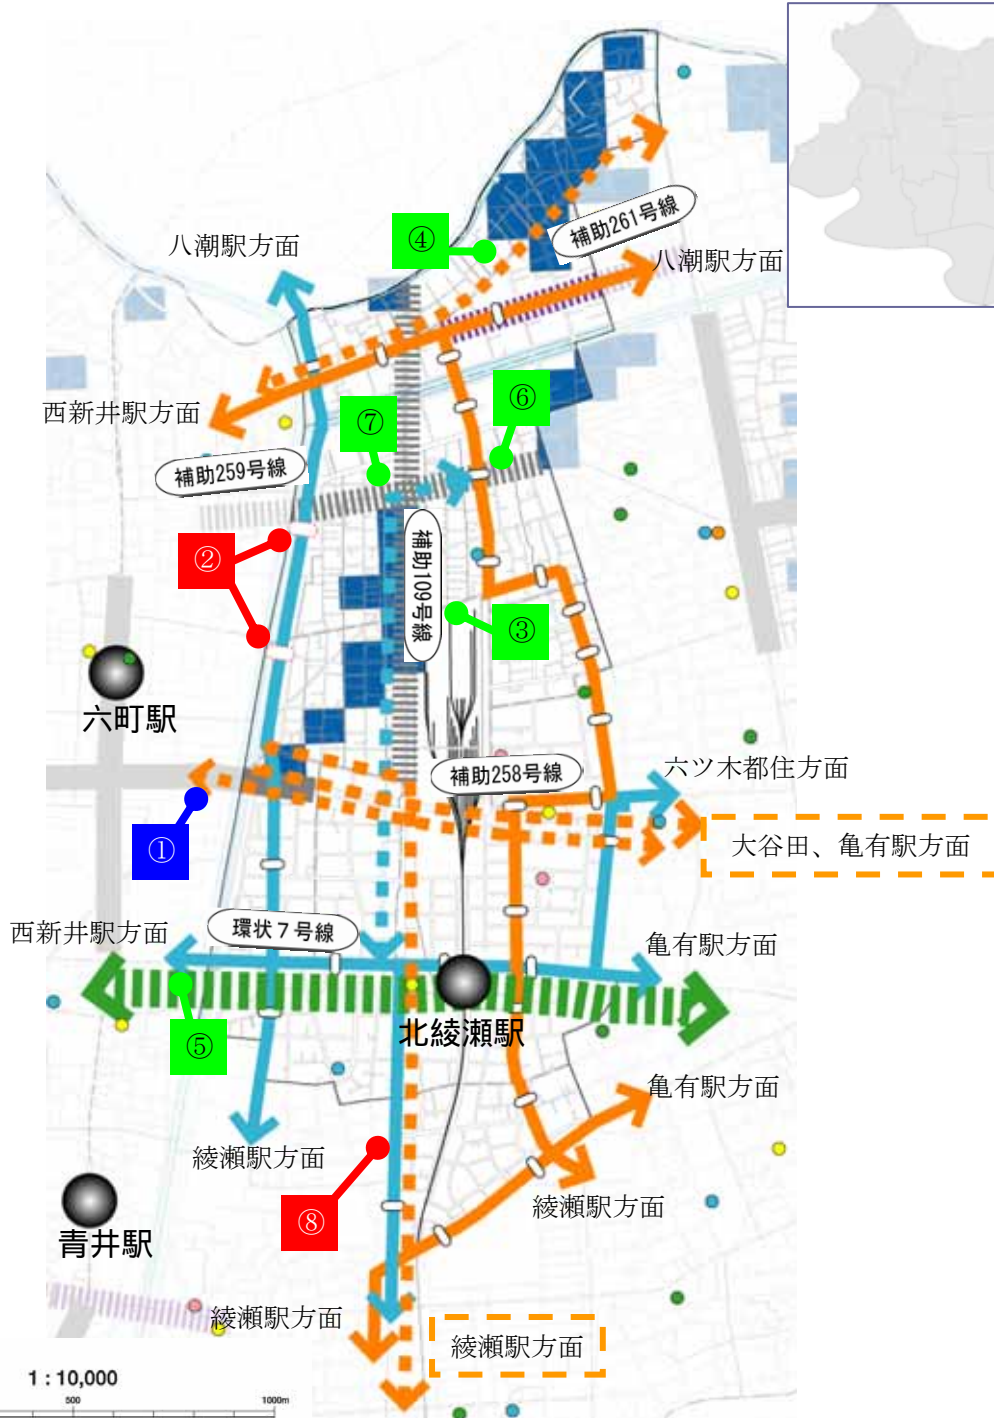 補助261号線
④
八潮駅方面
八潮駅方面
西新井駅方面
⑦
⑥
補助259号線
②
補助109号線
③
六町駅
補助258号線
六ツ木都住方面
①
大谷田、亀有駅方面
環状7号線
西新井駅方面
亀有駅方面
北綾瀬駅
⑤
亀有駅方面
綾瀬駅方面
綾瀬駅方面
⑧
青井駅
綾瀬駅方面
綾瀬駅方面
1:10,000
500
1000m